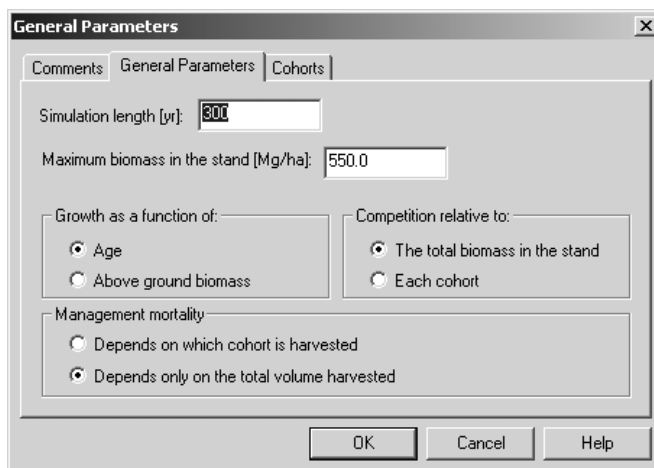 General Parameters
Comments General Parameters Cohorts
Simulation length [yr]: 300
Maximum biomass in the stand [Mg/ha]: 550.0
Growth as a function of: Competition relative to:
Age The total biomass in the stand
Above ground biomass Each cohort
Management mortality
Depends on which cohort is harvested
Depends only on the total volume harvested
OK Cancel Help